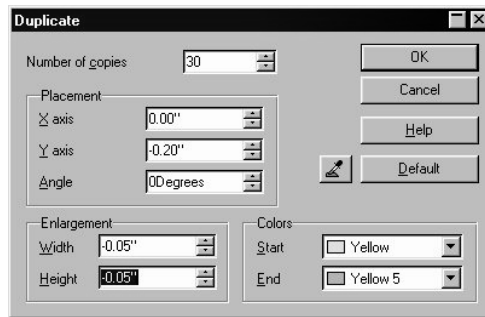 Duplicate
Number of copies 30
OK
Cancel
Help
Default
Placement
X axis 0.00"
Y axis -0.20"
Angle 0Degrees
Enlargement
Width -0.05"
Height -0.05"
Colors
Start Yellow
End Yellow 5